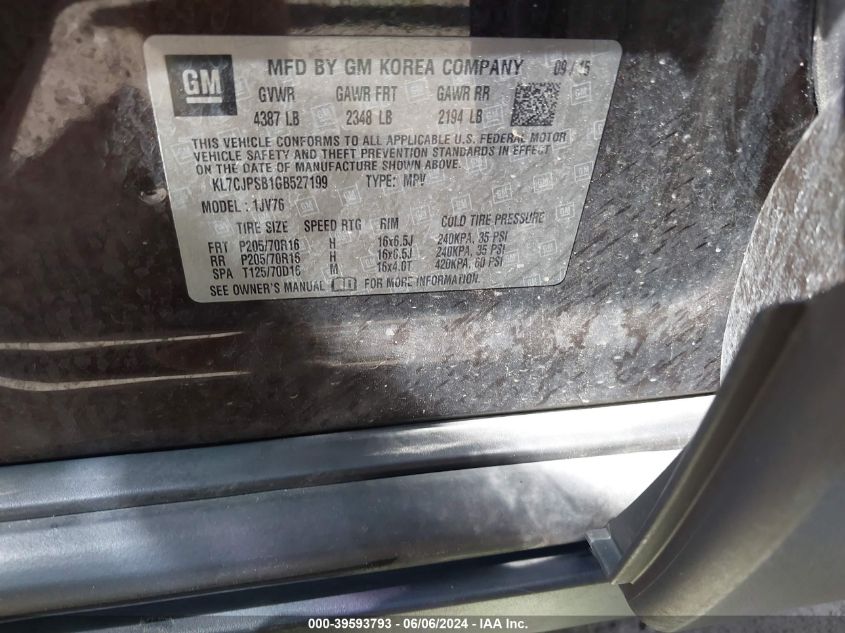 GM
MFD BY GM KOREA COMPANY 09/15
GVWR GAWR FRT GAWR RR
4387 LB 2348 LB 2194 LB
THIS VEHICLE CONFORMS TO ALL APPLICABLE U.S. FEDERAL MOTOR
VEHICLE SAFETY AND THEFT PREVENTION STANDARDS IN EFFECT ON THE
DATE OF MANUFACTURE SHOWN ABOVE.
KL7CJPSB1GB527199 TYPE: MPV
MODEL : 1JV76
TIRE SIZE SPEED RTG RIM COLD TIRE PRESSURE
FRT P205/70R16 H 16x6.5J 240KPA, 35 PSI
RR P205/70R16 H 16x6.5J 240KPA, 35 PSI
SPA T125/70D16 M 16x4.0T 420KPA, 60 PSI
SEE OWNER'S MANUAL FOR MORE INFORMATION.
000-39593793 - 06/06/2024 - IAA Inc.